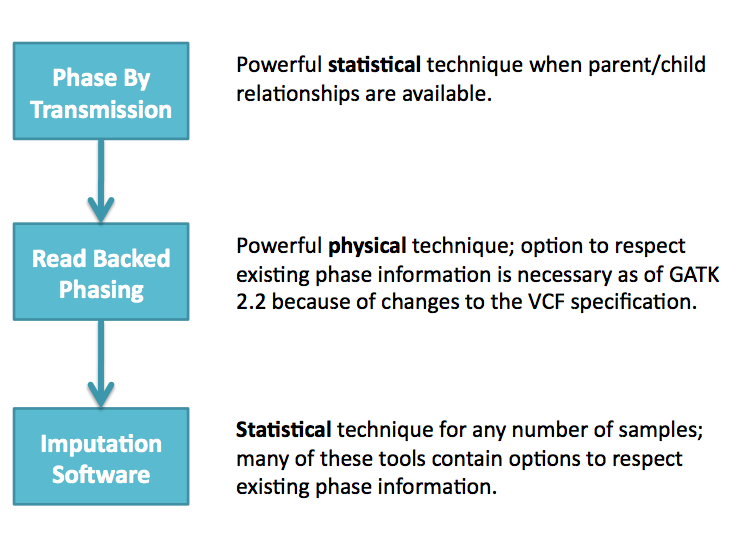 Phase By
Transmission
Powerful statistical technique when parent/child
relationships are available.
Read Backed
Phasing
Powerful physical technique; option to respect
existing phase information is necessary as of GATK
2.2 because of changes to the VCF specification.
Imputation
Software
Statistical technique for any number of samples;
many of these tools contain options to respect
existing phase information.